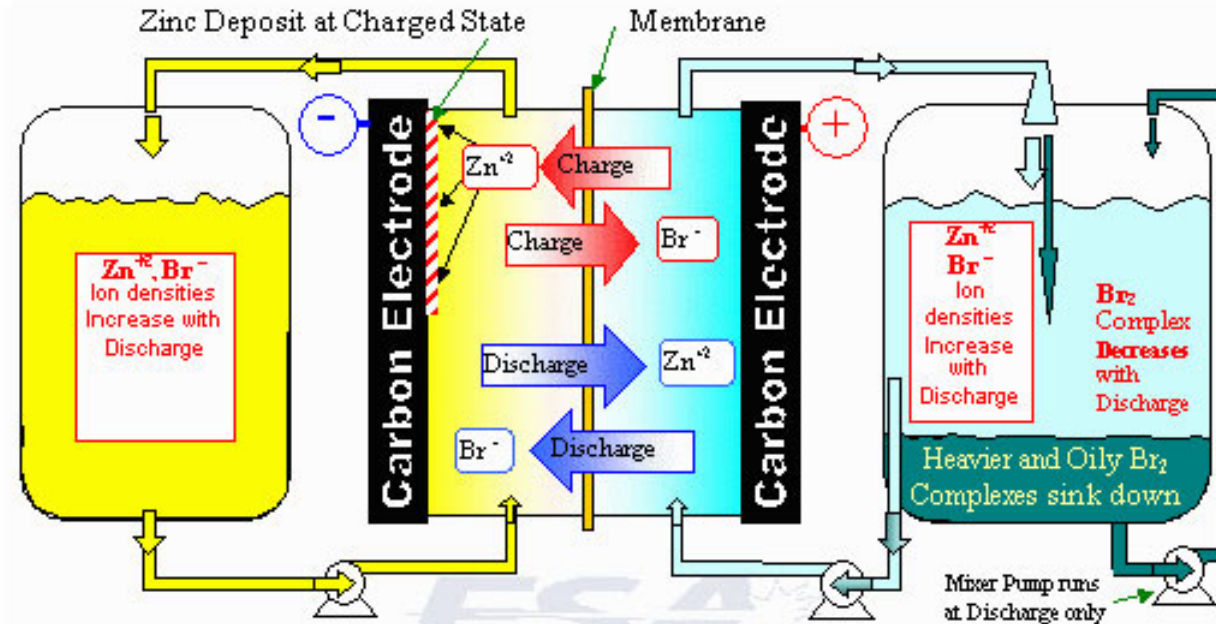 Zinc Deposit at Charged State
Membrane
-
+
Carbon Electrode
Carbon Electrode
Zn+2
Charge
Charge
Br -
Discharge
Zn+2
Br -
Discharge
Zn+2, Br -
Ion densities
Increase with
Discharge
Zn+2
Br -
Ion
densities
Increase
with
Discharge
Br2
Complex
Decreases
with
Discharge
Heavier and Oily Br2
Complexes sink down
Mixer Pump runs
at Discharge only
ESA